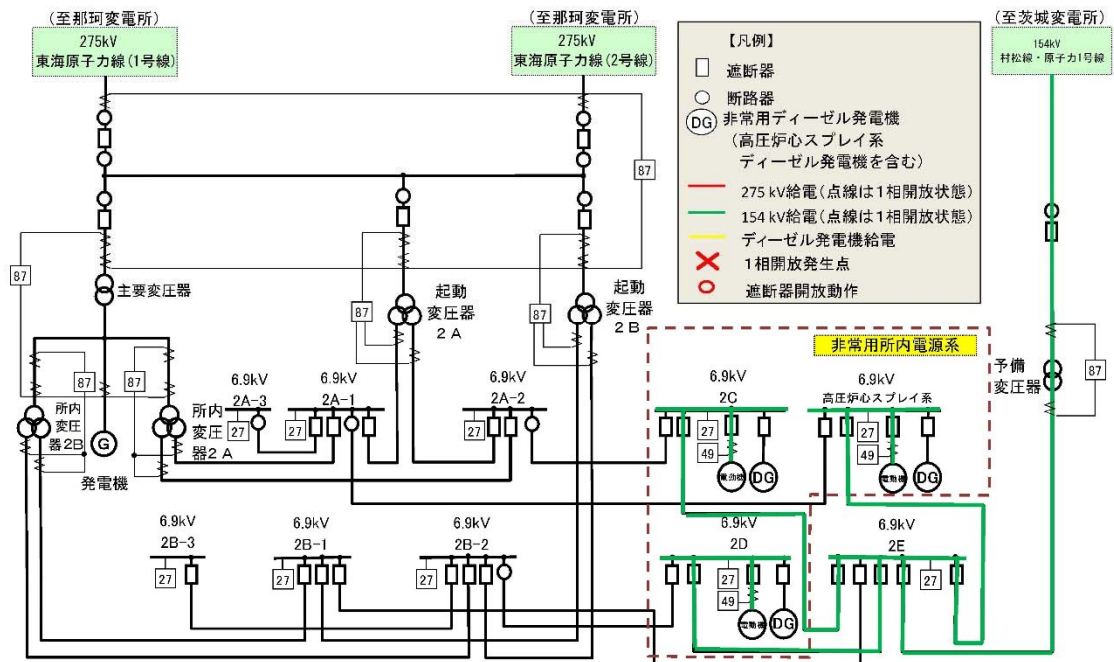 (至那珂変電所)
275kV
東海原子力線(1号線)
(至那珂変電所)
275kV
東海原子力線(2号線)
(至茨城変電所)
154kV
村松線・原子力1号線
【凡例】
遮断器
断路器
DG
非常用ディーゼル発電機
(高圧炉心スプレイ系
ディーゼル発電機を含む)
275 kV給電(点線は1相開放状態)
154 kV給電(点線は1相開放状態)
ディーゼル発電機給電
1相開放発生点
遮断器開放動作
87
87
主要変圧器
87
起動
変圧器
2A
87
起動
変圧器
2B
87
87
87
所内
変圧
器2B
G
発電機
所内
変圧
器2A
予備
変圧器
87
非常用所内電源系
6.9kV
2A-3
27
6.9kV
2A-1
27
6.9kV
2A-2
27
6.9kV
2C
27
49
電動機
DG
6.9kV
高圧炉心スプレイ系
27
49
電動機
DG
6.9kV
2B-3
27
6.9kV
2B-1
27
6.9kV
2B-2
27
6.9kV
2D
27
49
電動機
DG
6.9kV
2E
27